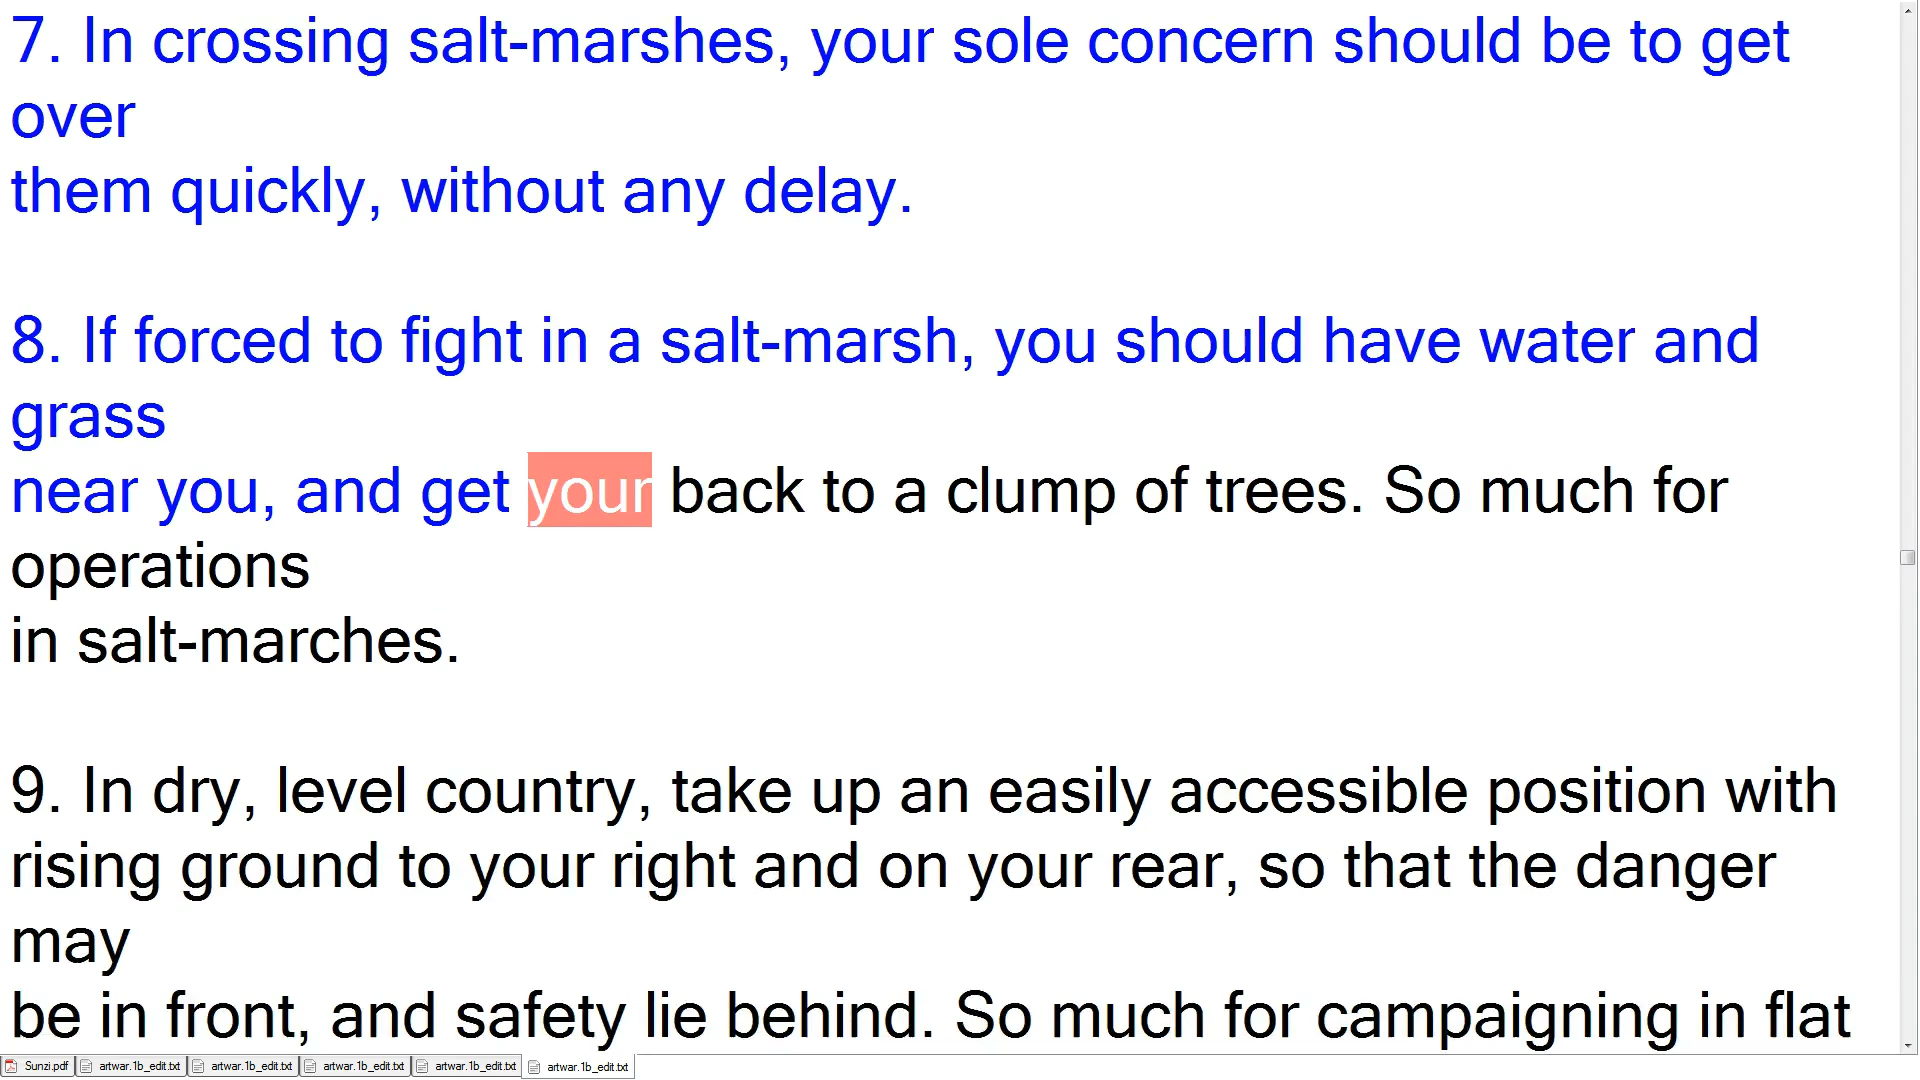 7. In crossing salt-marshes, your sole concern should be to get
over
them quickly, without any delay.
8. If forced to fight in a salt-marsh, you should have water and
grass
near you, and get your back to a clump of trees. So much for
operations
in salt-marches.
9. In dry, level country, take up an easily accessible position with
rising ground to your right and on your rear, so that the danger
may
be in front, and safety lie behind. So much for campaigning in flat
Sunzi.pdf artwar.1b_edit.txt artwar.1b_edit.txt artwar.1b_edit.txt artwar.1b_edit.txt artwar.1b_edit.txt